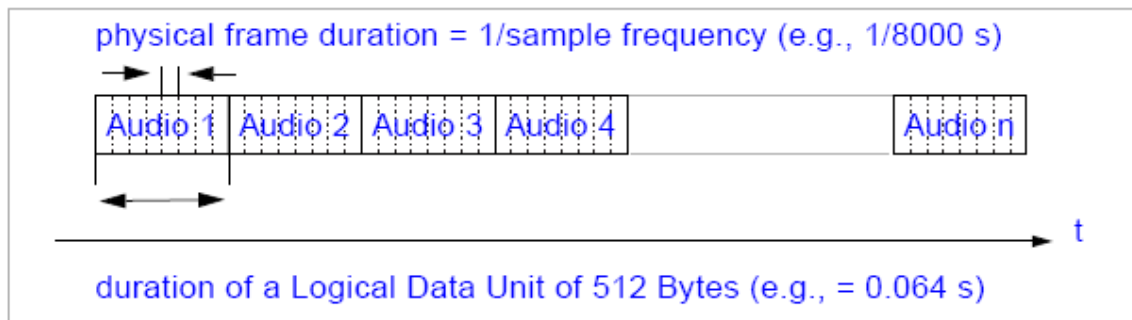 physical frame duration = 1/sample frequency (e.g., 1/8000 s)
Audio 1 Audio 2 Audio 3 Audio 4 Audio n
t
duration of a Logical Data Unit of 512 Bytes (e.g., = 0.064 s)